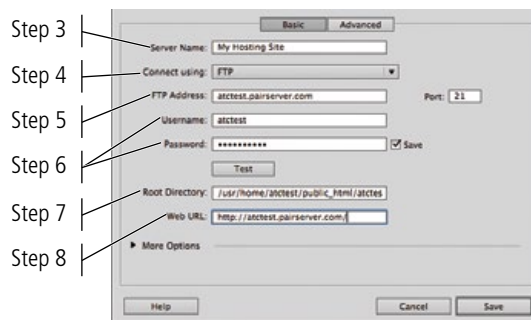 Basic Advanced
Step 3
Server Name: My Hosting Site
Step 4
Connect using: FTP
FTP Address: atctest.pairserver.com Port: 21
Step 5
Username: atctest
Step 6
Password: •••••••••• Save
Test
Step 7
Root Directory: /usr/home/atctest/public_html/atctes
Step 8
Web URL: http://atctest.pairserver.com/
More Options
Help Cancel Save